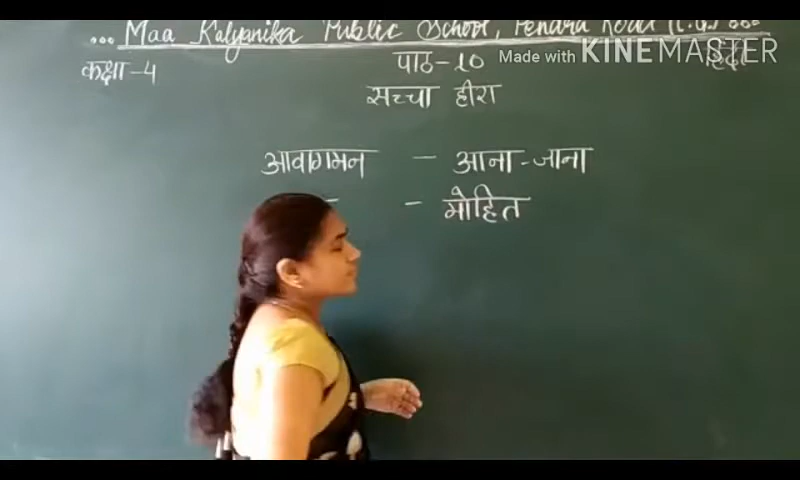 ... Maa Kalyanika Public School, Pendra Road (C.G.)
Made with KINEMASTER
कक्षा-4 पाठ-10 हिन्दी
सच्चा हीरा
आवागमन - आना-जाना
- मोहित